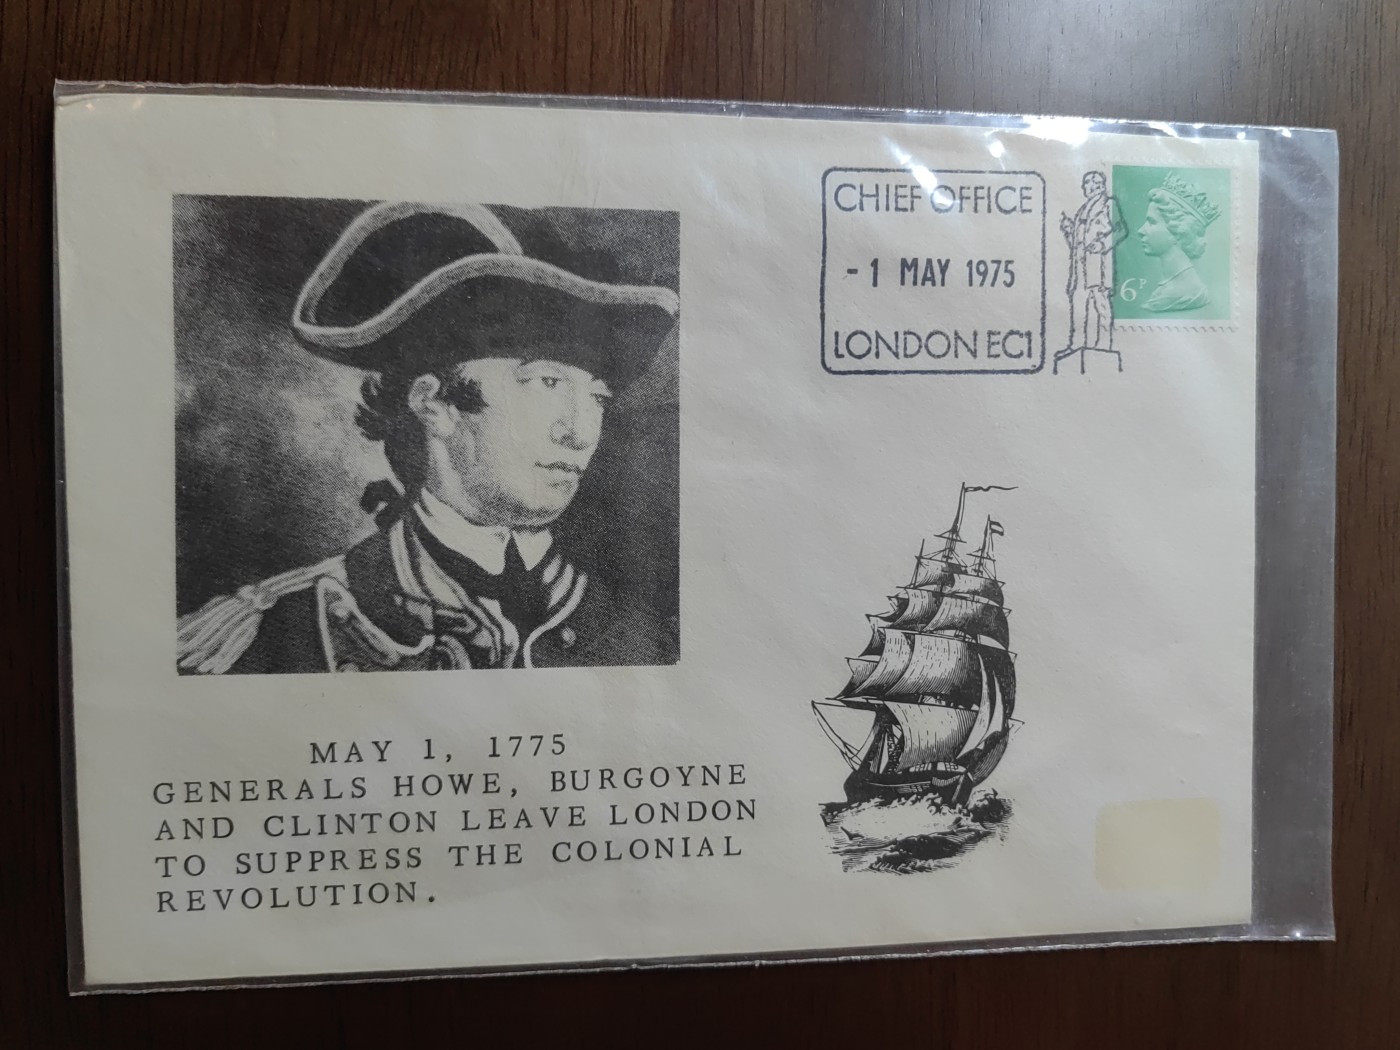 CHIEF OFFICE
- 1 MAY 1975
LONDON EC1
6P
MAY 1, 1775
GENERALS HOWE, BURGOYNE
AND CLINTON LEAVE LONDON
TO SUPPRESS THE COLONIAL
REVOLUTION.